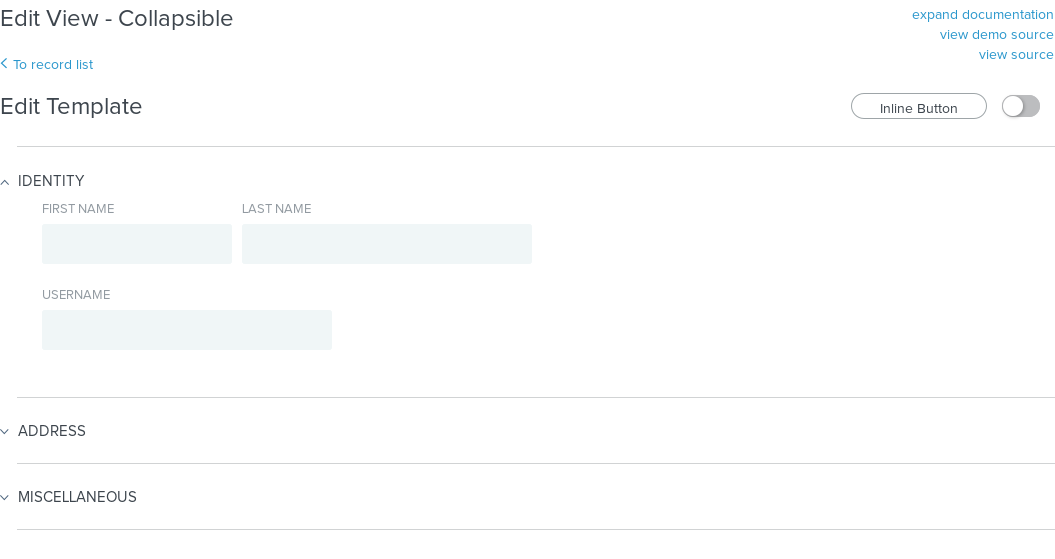 Edit View - Collapsible
expand documentation
view demo source
view source
To record list
Edit Template
Inline Button
IDENTITY
FIRST NAME
LAST NAME
USERNAME
ADDRESS
MISCELLANEOUS